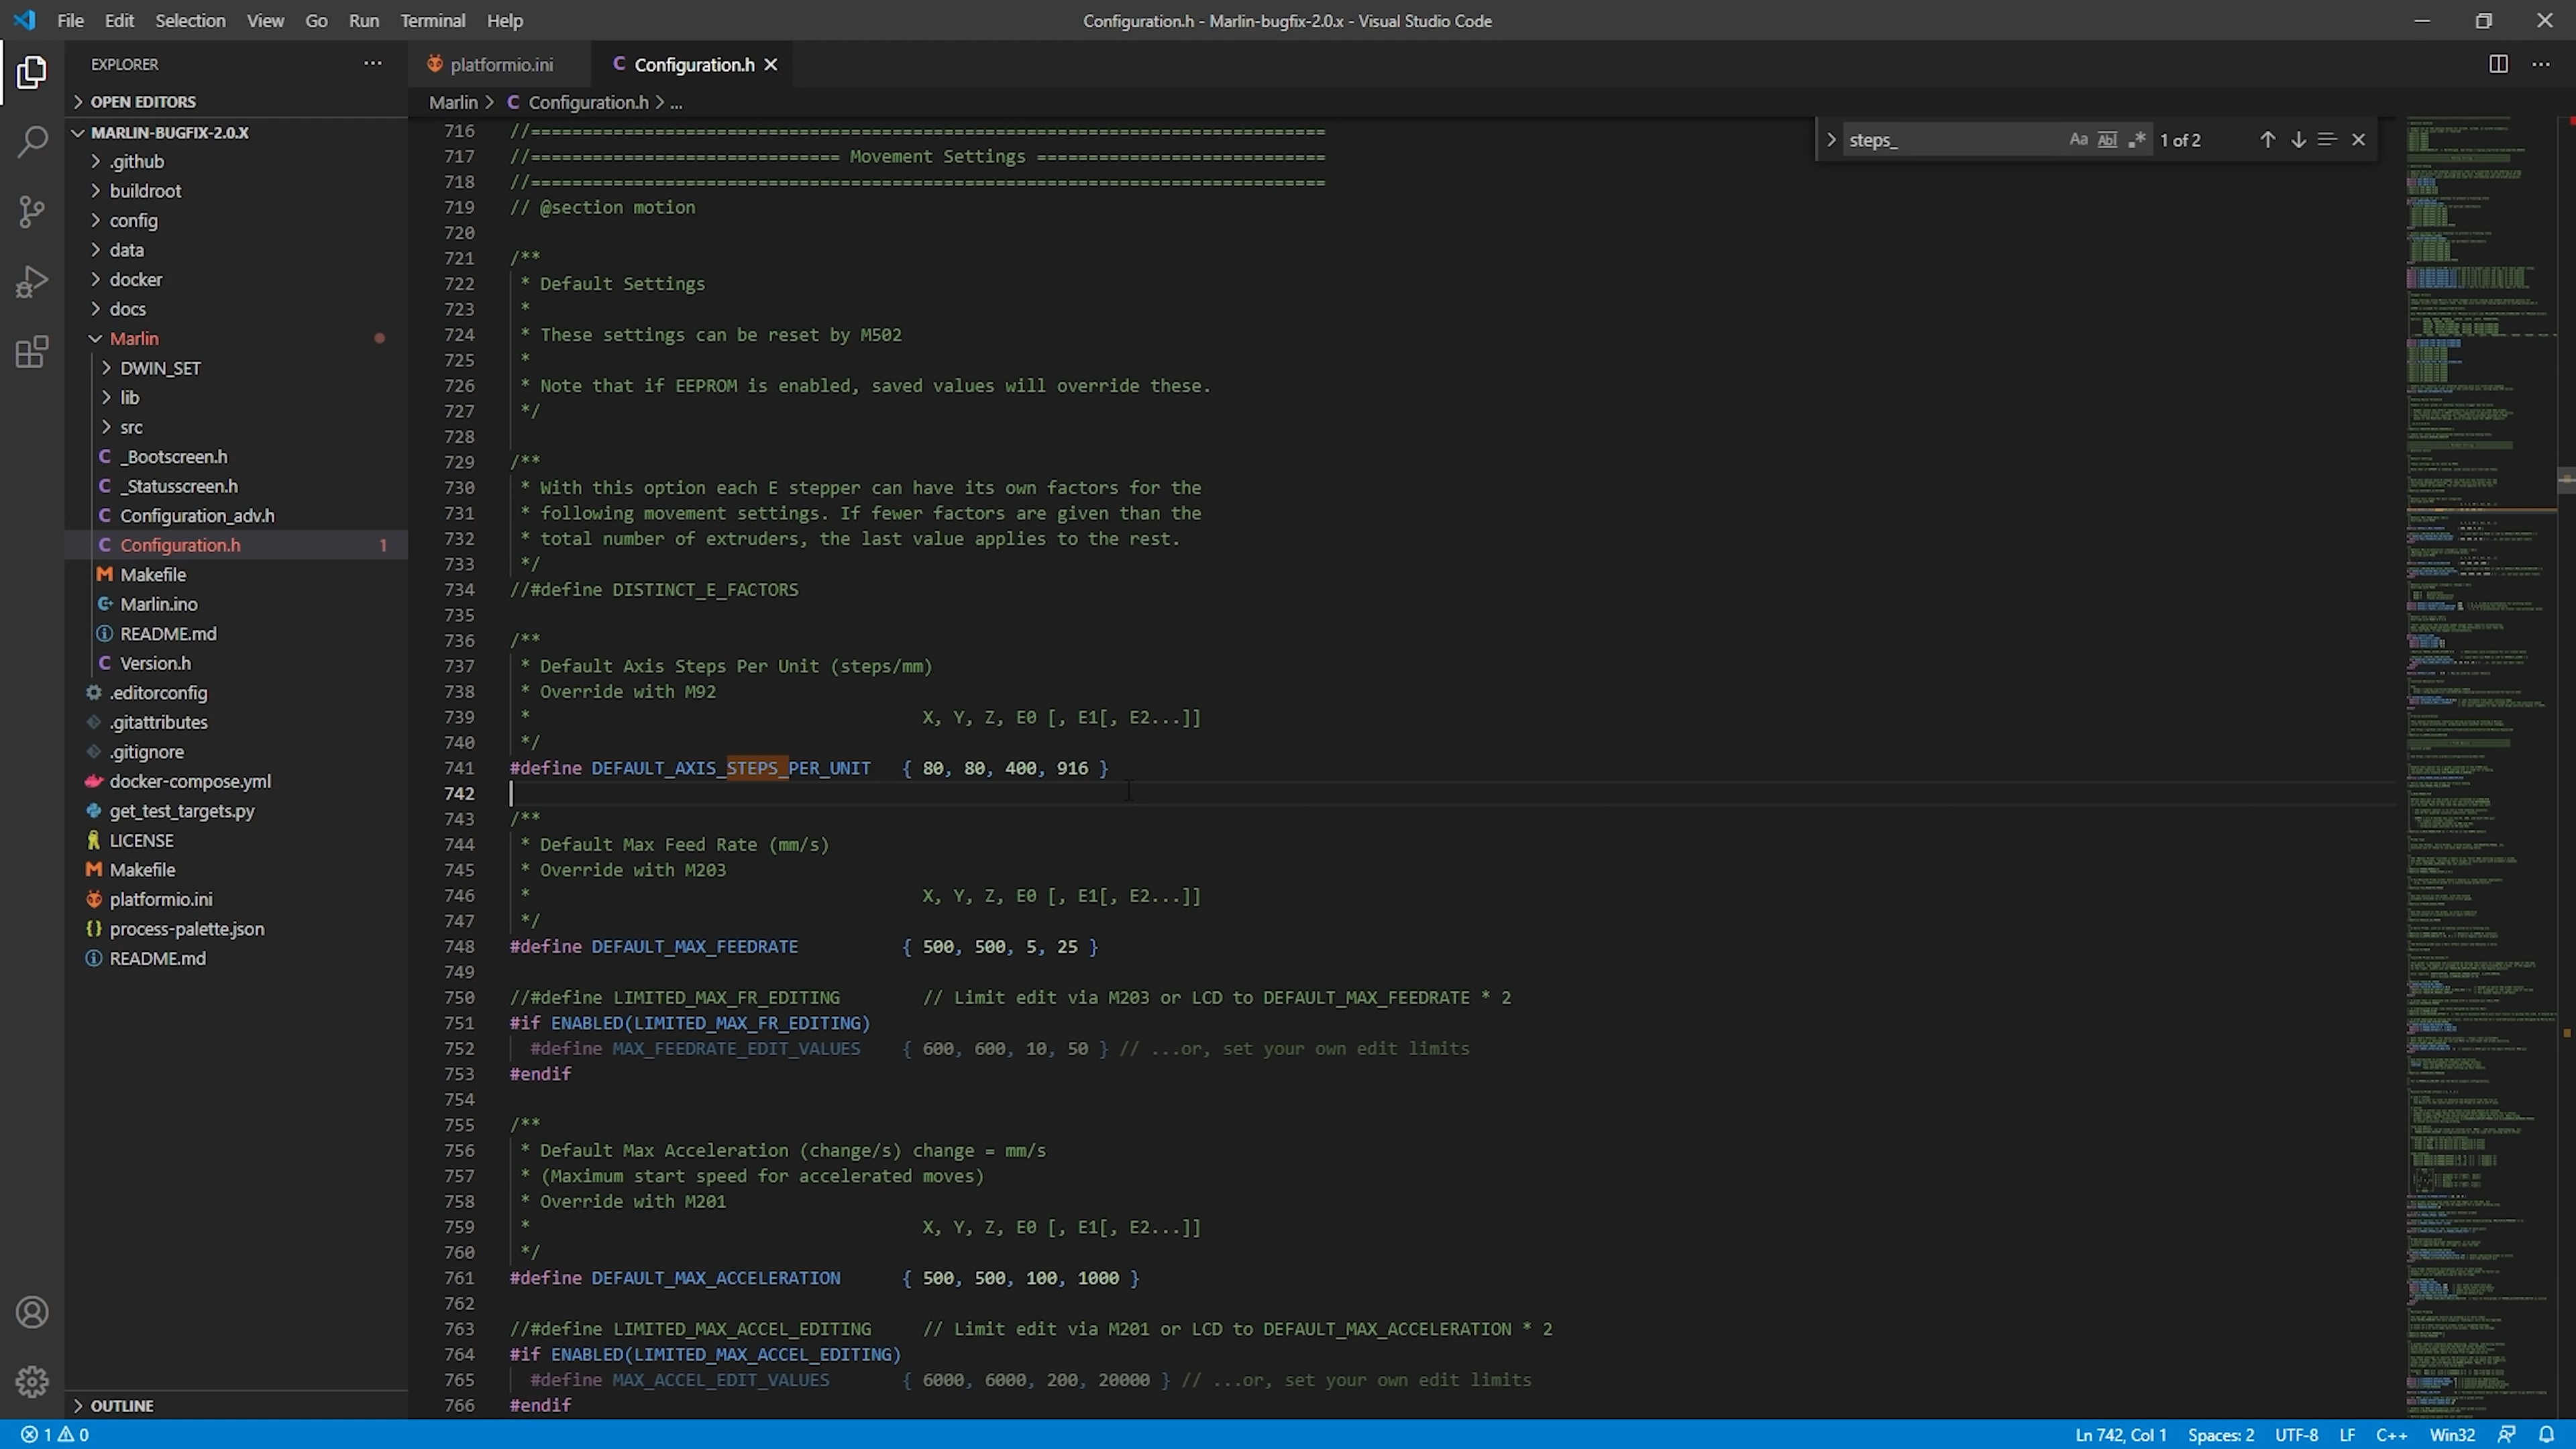 File Edit Selection View Go Run Terminal Help
Configuration.h - Marlin-bugfix-2.0.x - Visual Studio Code
EXPLORER
OPEN EDITORS
MARLIN-BUGFIX-2.0.X
.github
buildroot
config
data
docker
docs
Marlin
DWIN_SET
lib
src
C _Bootscreen.h
C _Statusscreen.h
C Configuration_adv.h
C Configuration.h 1
M Makefile
Marlin.ino
README.md
C Version.h
.editorconfig
.gitattributes
.gitignore
docker-compose.yml
get_test_targets.py
LICENSE
M Makefile
platformio.ini
{} process-palette.json
README.md
OUTLINE
platformio.ini
C Configuration.h
Marlin > C Configuration.h > ...
steps_ Aa Abl .* 1 of 2
716 //=============================================================================
717 //============================== Movement Settings ============================
718 //=============================================================================
719 // @section motion
720
721 /**
722  * Default Settings
723  *
724  * These settings can be reset by M502
725  *
726  * Note that if EEPROM is enabled, saved values will override these.
727  */
728
729 /**
730  * With this option each E stepper can have its own factors for the
731  * following movement settings. If fewer factors are given than the
732  * total number of extruders, the last value applies to the rest.
733  */
734 //#define DISTINCT_E_FACTORS
735
736 /**
737  * Default Axis Steps Per Unit (steps/mm)
738  * Override with M92
739  *                                      X, Y, Z, E0 [, E1[, E2...]]
740  */
741 #define DEFAULT_AXIS_STEPS_PER_UNIT   { 80, 80, 400, 916 }
742
743 /**
744  * Default Max Feed Rate (mm/s)
745  * Override with M203
746  *                                      X, Y, Z, E0 [, E1[, E2...]]
747  */
748 #define DEFAULT_MAX_FEEDRATE          { 500, 500, 5, 25 }
749
750 //#define LIMITED_MAX_FR_EDITING        // Limit edit via M203 or LCD to DEFAULT_MAX_FEEDRATE * 2
751 #if ENABLED(LIMITED_MAX_FR_EDITING)
752   #define MAX_FEEDRATE_EDIT_VALUES    { 600, 600, 10, 50 } // ...or, set your own edit limits
753 #endif
754
755 /**
756  * Default Max Acceleration (change/s) change = mm/s
757  * (Maximum start speed for accelerated moves)
758  * Override with M201
759  *                                      X, Y, Z, E0 [, E1[, E2...]]
760  */
761 #define DEFAULT_MAX_ACCELERATION      { 500, 500, 100, 1000 }
762
763 //#define LIMITED_MAX_ACCEL_EDITING     // Limit edit via M201 or LCD to DEFAULT_MAX_ACCELERATION * 2
764 #if ENABLED(LIMITED_MAX_ACCEL_EDITING)
765   #define MAX_ACCEL_EDIT_VALUES       { 6000, 6000, 200, 20000 } // ...or, set your own edit limits
766 #endif
1 0
Ln 742, Col 1 Spaces: 2 UTF-8 LF C++ Win32